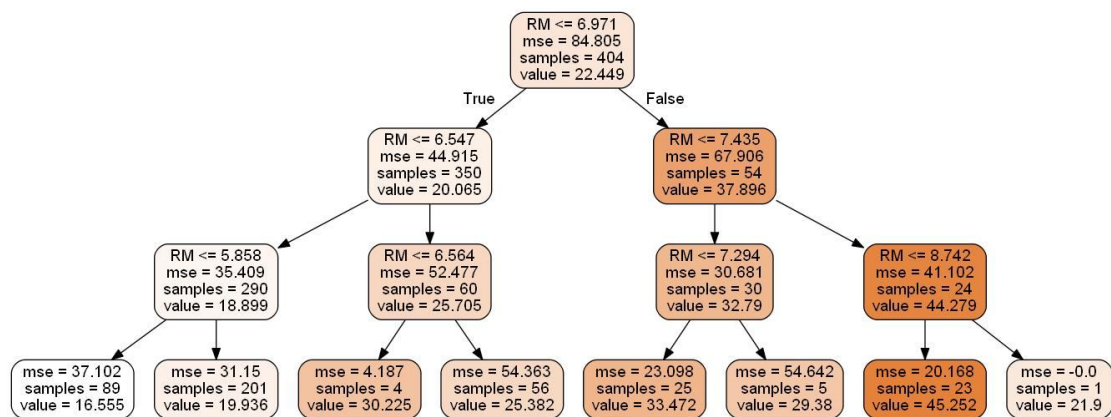 RM <= 6.971
mse = 84.805
samples = 404
value = 22.449
True
False
RM <= 6.547
mse = 44.915
samples = 350
value = 20.065
RM <= 7.435
mse = 67.906
samples = 54
value = 37.896
RM <= 5.858
mse = 35.409
samples = 290
value = 18.899
RM <= 6.564
mse = 52.477
samples = 60
value = 25.705
RM <= 7.294
mse = 30.681
samples = 30
value = 32.79
RM <= 8.742
mse = 41.102
samples = 24
value = 44.279
mse = 37.102
samples = 89
value = 16.555
mse = 31.15
samples = 201
value = 19.936
mse = 4.187
samples = 4
value = 30.225
mse = 54.363
samples = 56
value = 25.382
mse = 23.098
samples = 25
value = 33.472
mse = 54.642
samples = 5
value = 29.38
mse = 20.168
samples = 23
value = 45.252
mse = -0.0
samples = 1
value = 21.9